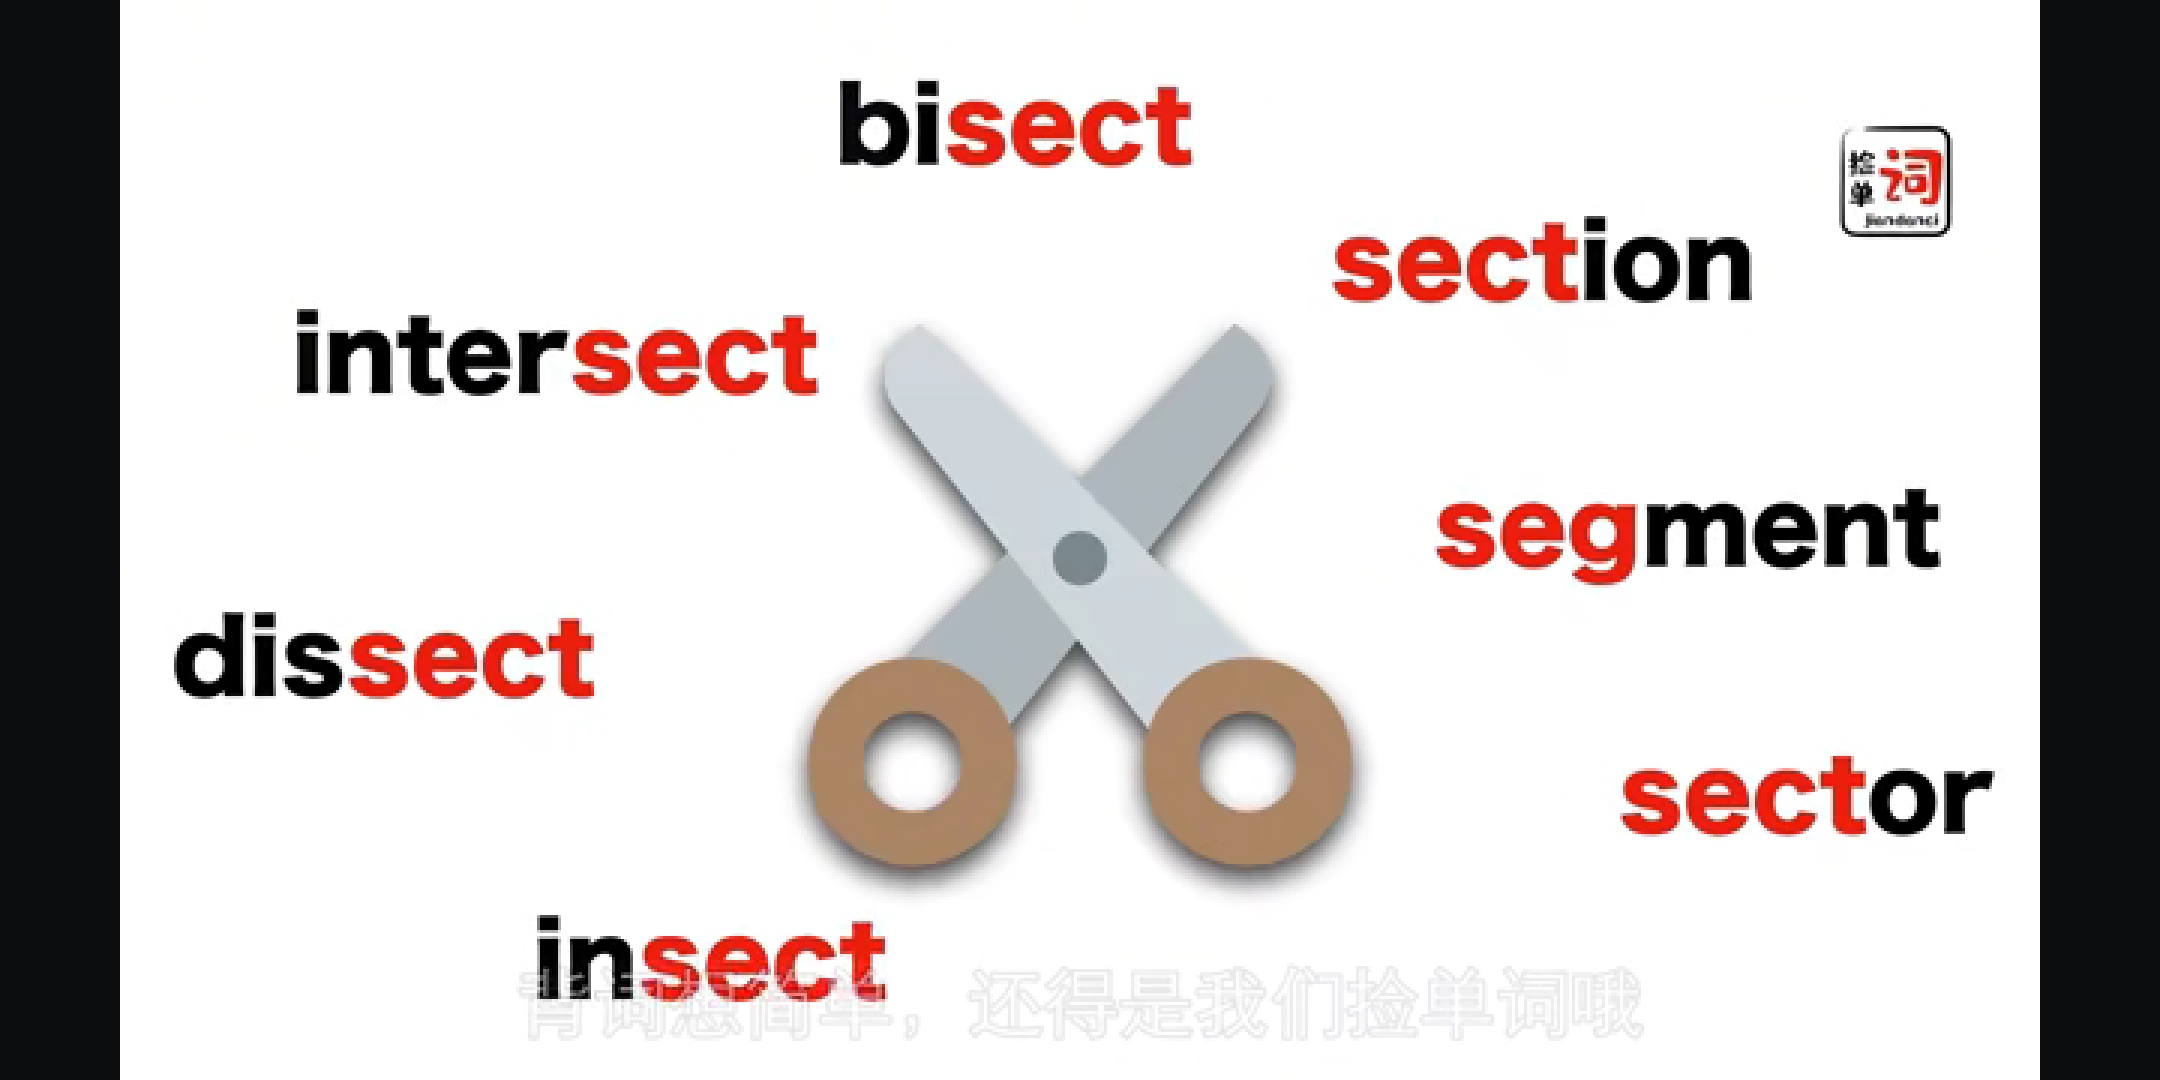 bisect
捡单词
jiandanci
section
intersect
segment
dissect
sector
insect
背词想简单，还得是我们捡单词哦